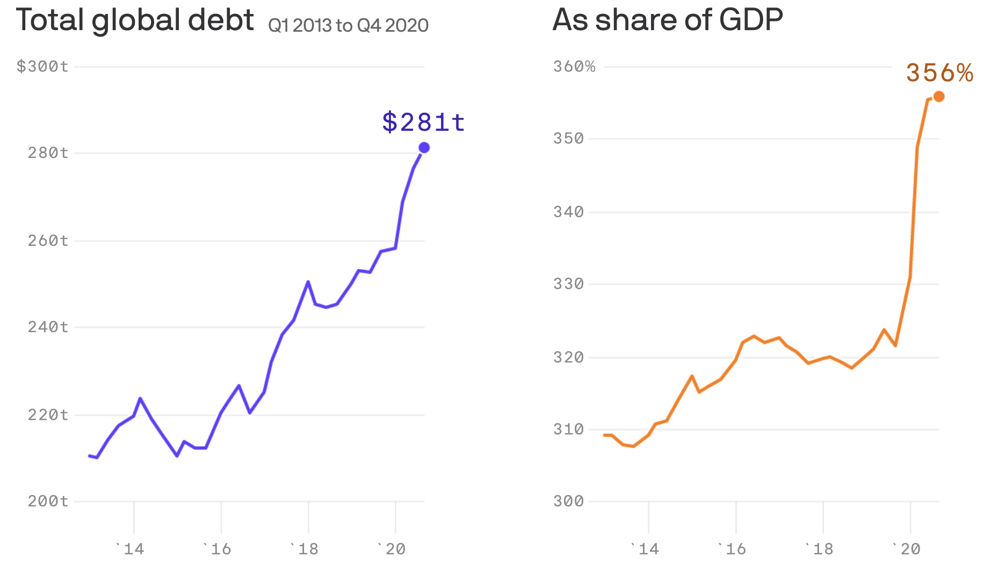 Total global debt Q1 2013 to Q4 2020
$300t
$281t
280t
260t
240t
220t
200t
`14 `16 `18 `20
As share of GDP
360%
356%
350
340
330
320
310
300
`14 `16 `18 `20